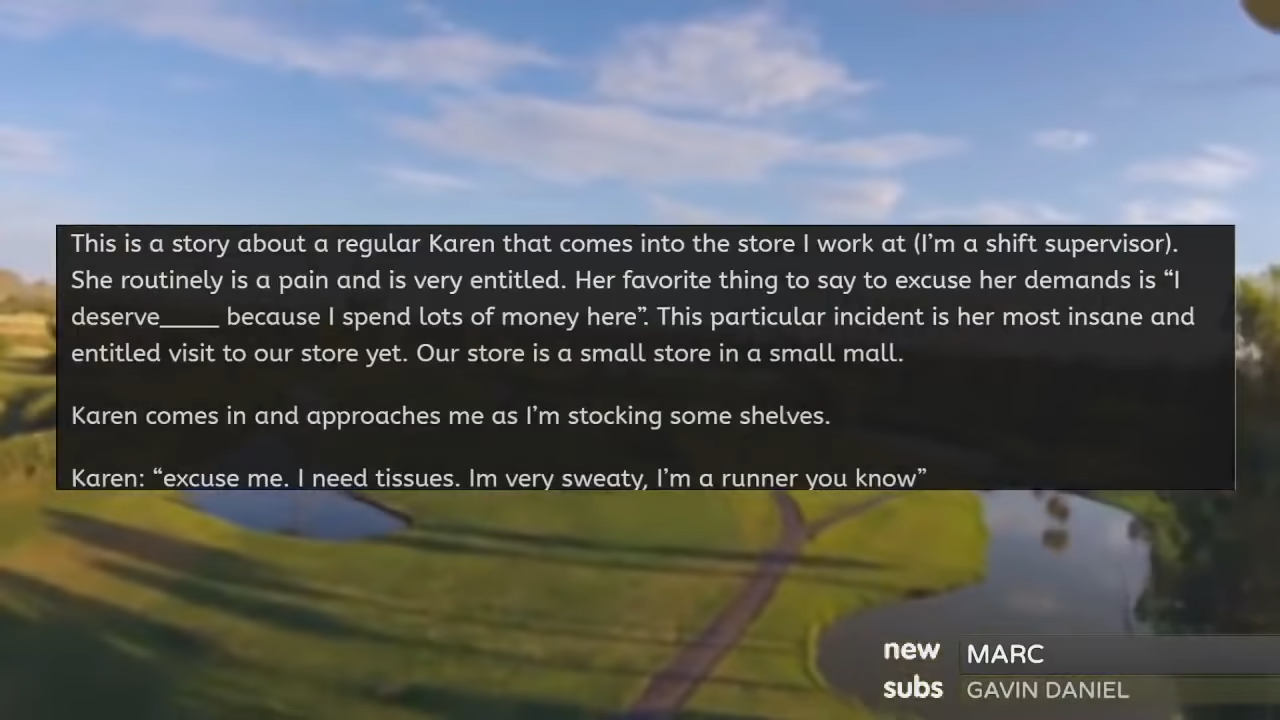 This is a story about a regular Karen that comes into the store I work at (I’m a shift supervisor).
She routinely is a pain and is very entitled. Her favorite thing to say to excuse her demands is “I
deserve_____ because I spend lots of money here”. This particular incident is her most insane and
entitled visit to our store yet. Our store is a small store in a small mall.
Karen comes in and approaches me as I’m stocking some shelves.
Karen: “excuse me. I need tissues. Im very sweaty, I’m a runner you know”
new MARC
subs GAVIN DANIEL